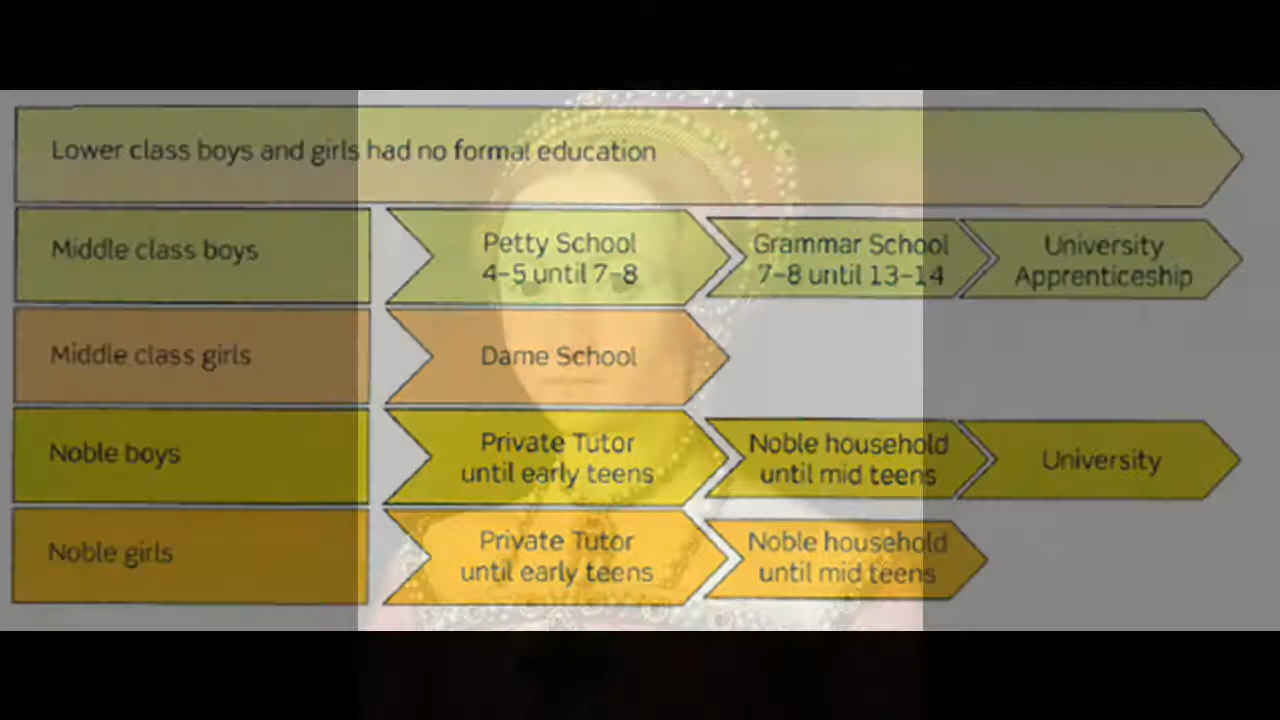 Lower class boys and girls had no formal education
Middle class boys
Petty School
4-5 until 7-8
Grammar School
7-8 until 13-14
University
Apprenticeship
Middle class girls
Dame School
Noble boys
Private Tutor
until early teens
Noble household
until mid teens
University
Noble girls
Private Tutor
until early teens
Noble household
until mid teens